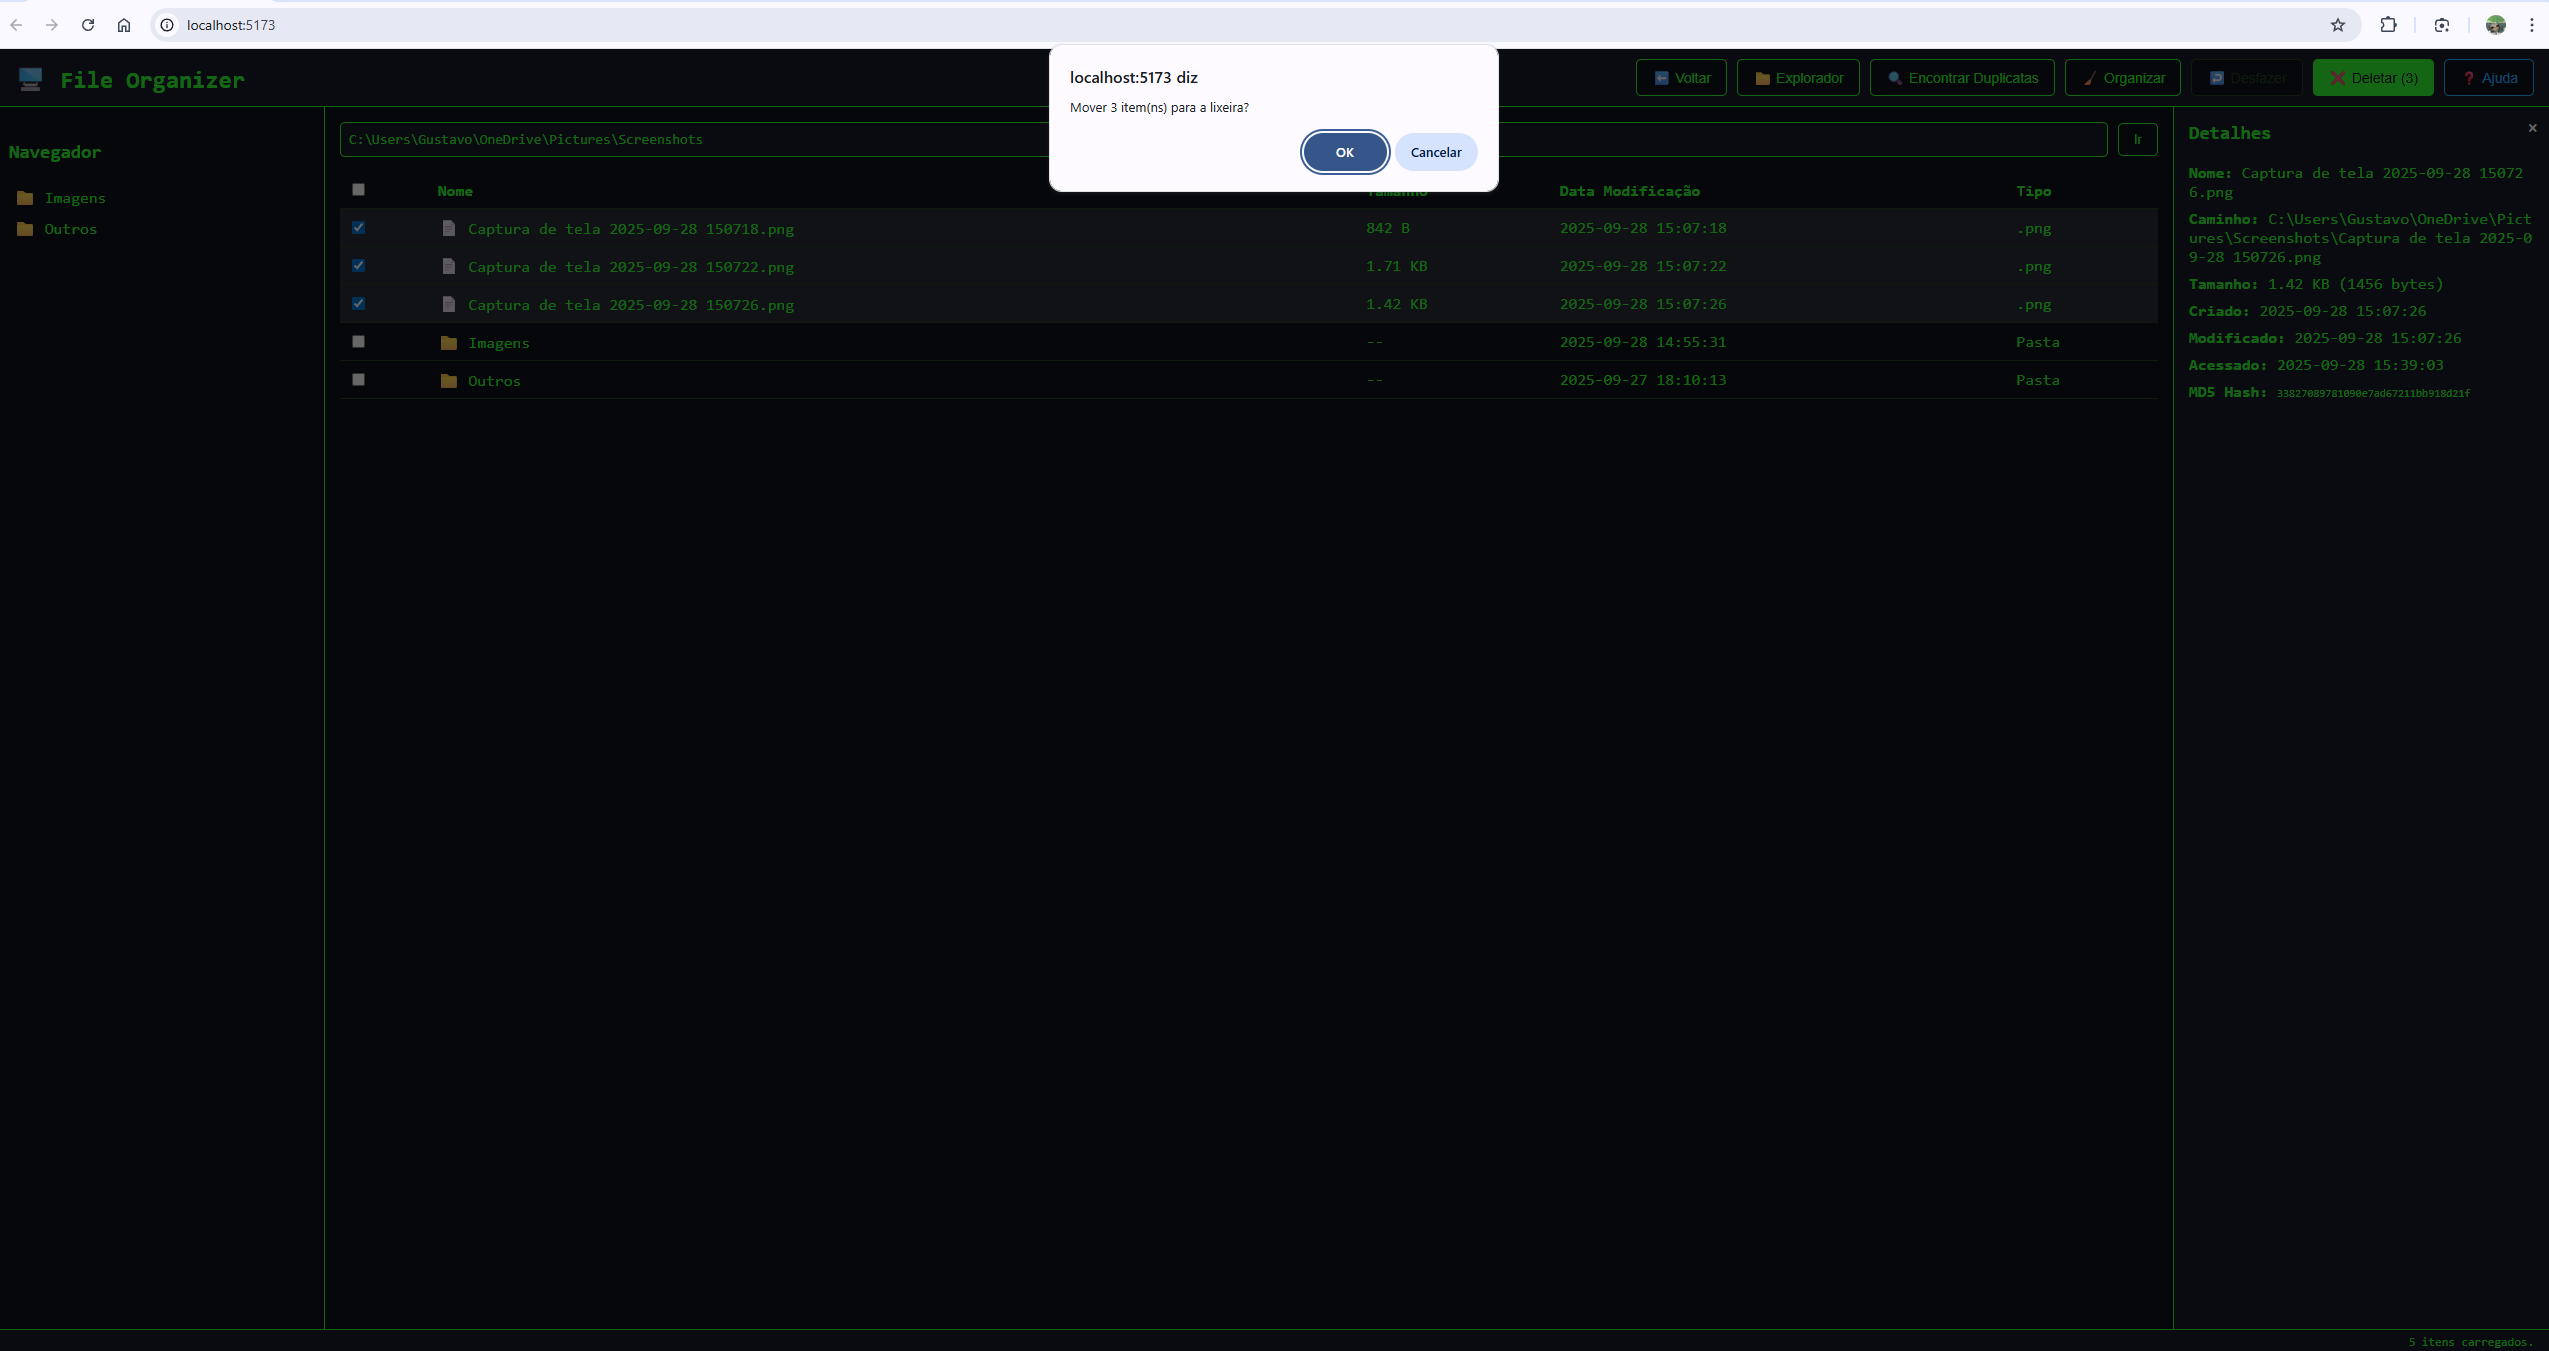 localhost:5173
localhost:5173 diz
Mover 3 item(ns) para a lixeira?
OK
Cancelar
File Organizer
Voltar
Explorador
Encontrar Duplicatas
Organizar
Desfazer
Deletar (3)
Ajuda
Navegador
Imagens
Outros
C:\Users\Gustavo\OneDrive\Pictures\Screenshots
Ir
Nome Tamanho Data Modificação Tipo
Captura de tela 2025-09-28 150718.png 842 B 2025-09-28 15:07:18 .png
Captura de tela 2025-09-28 150722.png 1.71 KB 2025-09-28 15:07:22 .png
Captura de tela 2025-09-28 150726.png 1.42 KB 2025-09-28 15:07:26 .png
Imagens -- 2025-09-28 14:55:31 Pasta
Outros -- 2025-09-27 18:10:13 Pasta
Detalhes
×
Nome: Captura de tela 2025-09-28 15072
6.png
Caminho: C:\Users\Gustavo\OneDrive\Pict
ures\Screenshots\Captura de tela 2025-0
9-28 150726.png
Tamanho: 1.42 KB (1456 bytes)
Criado: 2025-09-28 15:07:26
Modificado: 2025-09-28 15:07:26
Acessado: 2025-09-28 15:39:03
MD5 Hash: 33827089781090e7ad67211bb918d21f
5 itens carregados.